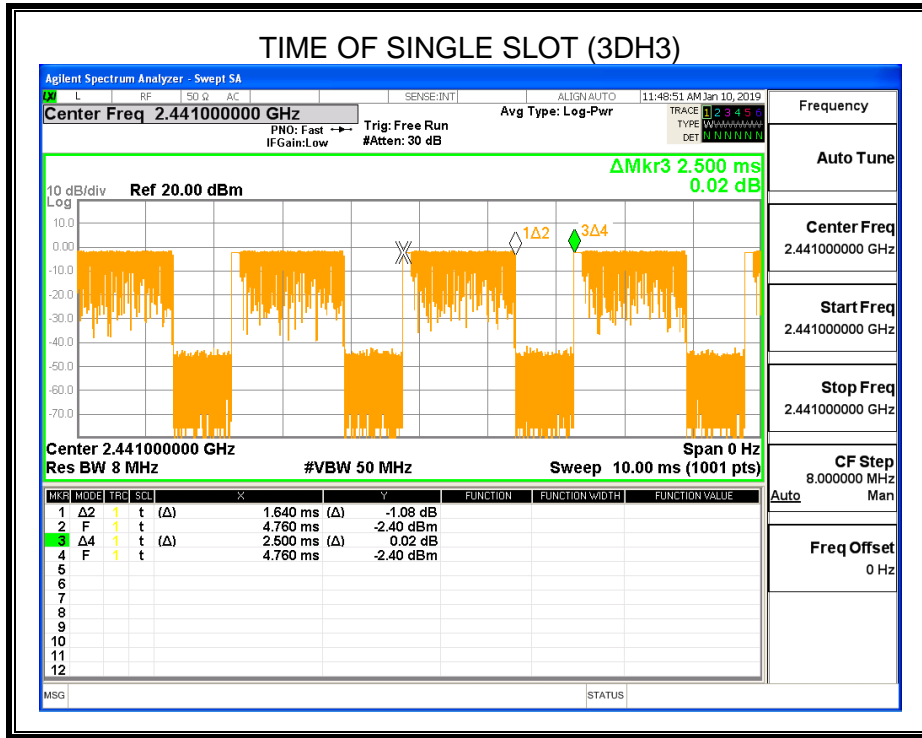 TIME OF SINGLE SLOT (3DH3)
Agilent Spectrum Analyzer - Swept SA
LXI L RF 50 Ω AC SENSE:INT ALIGN AUTO 11:48:51 AM Jan 10, 2019
Center Freq 2.441000000 GHz
PNO: Fast
IFGain:Low
Trig: Free Run
#Atten: 30 dB
Avg Type: Log-Pwr
TRACE 1 2 3 4 5 6
TYPE WWWWWW
DET N N N N N N
Frequency
ΔMkr3 2.500 ms
0.02 dB
10 dB/div
Log
Ref 20.00 dBm
10.0
0.00
-10.0
-20.0
-30.0
-40.0
-50.0
-60.0
-70.0
1Δ2
3Δ4
Center 2.441000000 GHz Span 0 Hz
Res BW 8 MHz #VBW 50 MHz Sweep 10.00 ms (1001 pts)
MKR MODE TRC SCL X Y FUNCTION FUNCTION WIDTH FUNCTION VALUE
1 Δ2 1 t (Δ) 1.640 ms (Δ) -1.08 dB
2 F 1 t 4.760 ms -2.40 dBm
3 Δ4 1 t (Δ) 2.500 ms (Δ) 0.02 dB
4 F 1 t 4.760 ms -2.40 dBm
5
6
7
8
9
10
11
12
MSG STATUS
Auto Tune
Center Freq
2.441000000 GHz
Start Freq
2.441000000 GHz
Stop Freq
2.441000000 GHz
CF Step
8.000000 MHz
Auto Man
Freq Offset
0 Hz